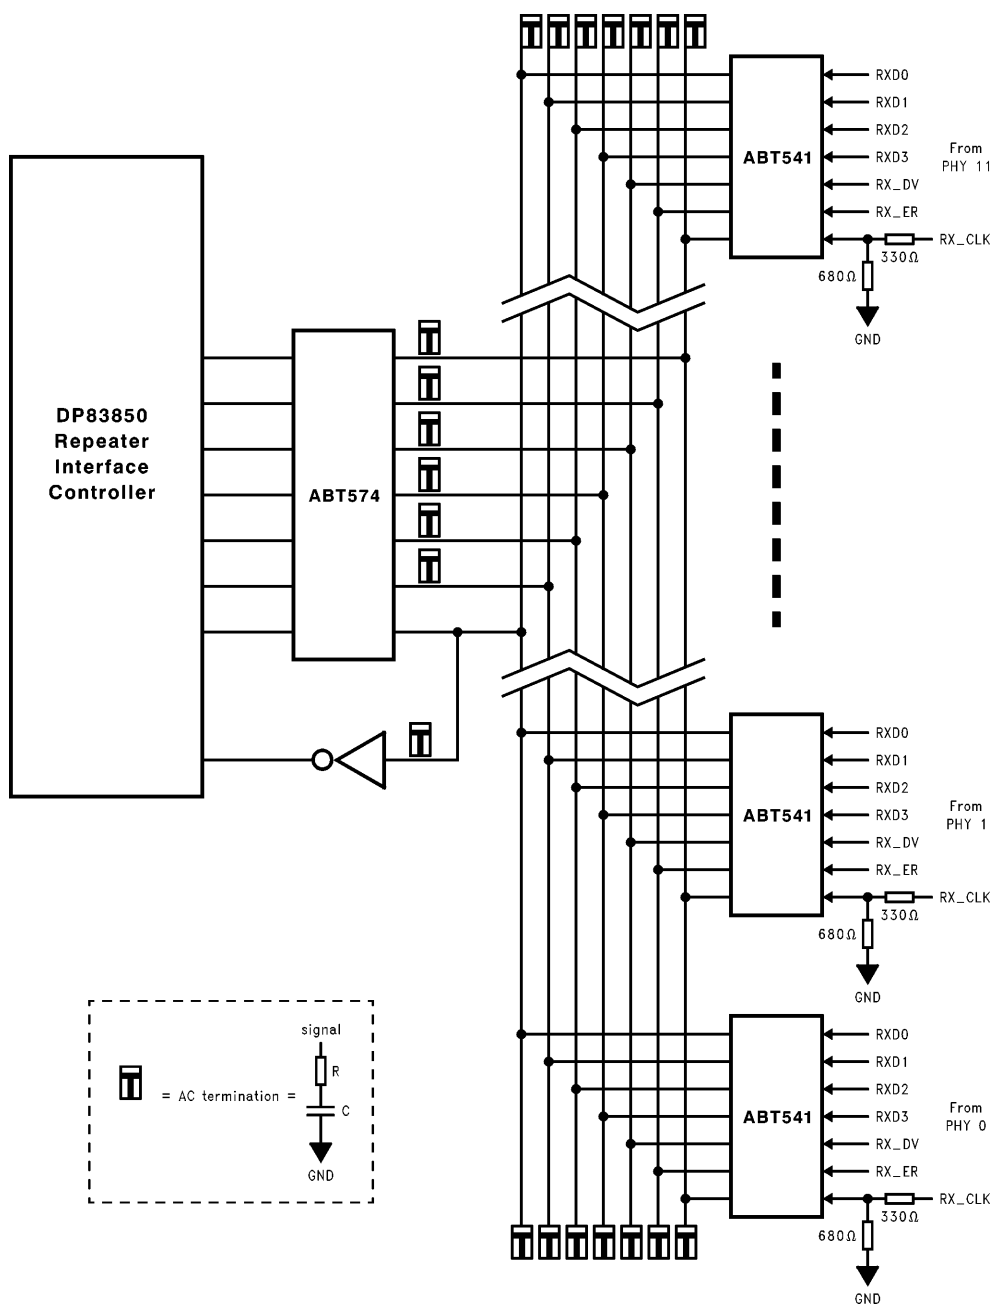 RXD0
RXD1
RXD2
RXD3
RX_DV
RX_ER
RX_CLK
ABT541
From
PHY 11
330Ω
680Ω
GND
DP83850
Repeater
Interface
Controller
ABT574
RXD0
RXD1
RXD2
RXD3
RX_DV
RX_ER
RX_CLK
ABT541
From
PHY 1
330Ω
680Ω
GND
RXD0
RXD1
RXD2
RXD3
RX_DV
RX_ER
RX_CLK
ABT541
From
PHY 0
330Ω
680Ω
GND
signal
R
= AC termination =
C
GND